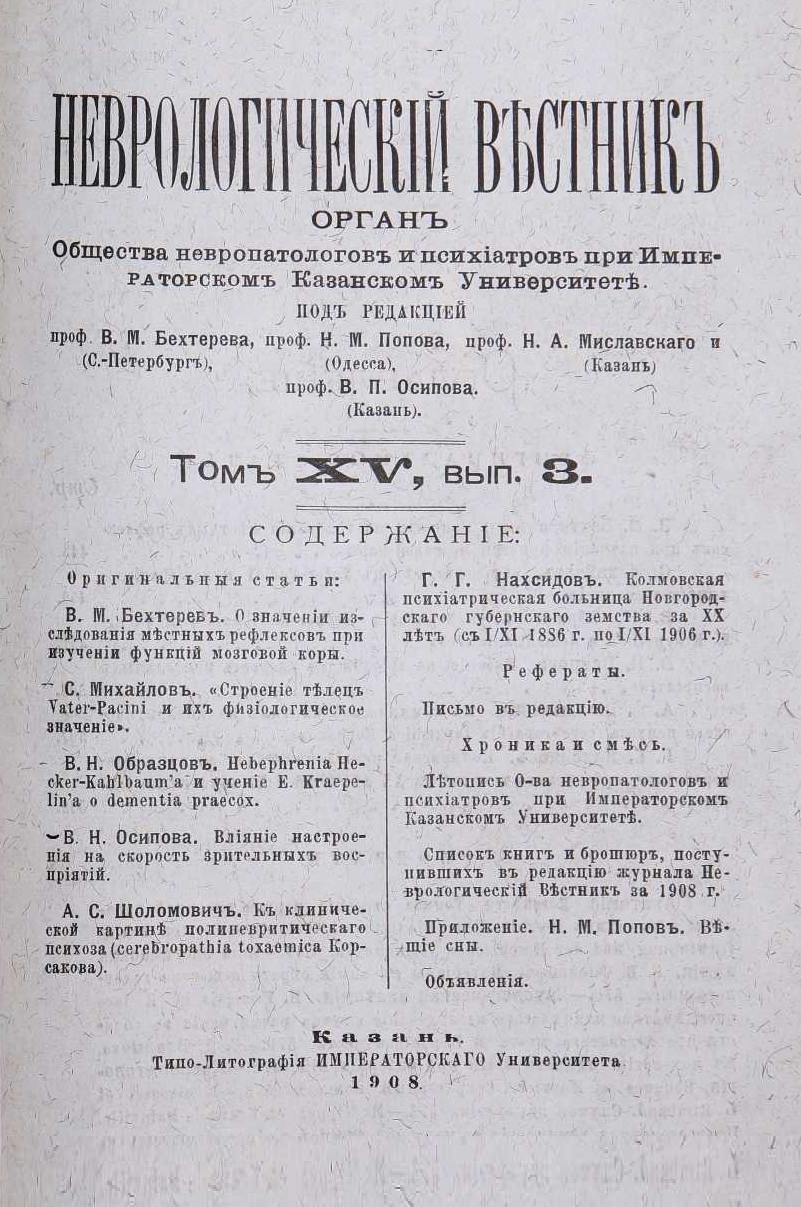 НЕВРОЛОГИЧЕСКІЙ ВѢСТНИКЪ
ОРГАНЪ
Общества невропатологовъ и психіатровъ при Импе-
раторскомъ Казанскомъ Университетѣ.
ПОДЪ РЕДАКЦІЕЙ
проф. В. М. Бехтерева, проф. Н. М. Попова, проф. Н. А. Миславскаго и
(С.-Петербургъ), (Одесса), (Казань)
проф. В. П. Осипова.
(Казань).
Томъ XV, вып. 3.
СОДЕРЖАНІЕ:
Оригинальныя статьи:
В. М. Бехтеревъ. О значеніи из-
слѣдованія мѣстныхъ рефлексовъ при
изученіи функцій мозговой коры.
С. Михайловъ. «Строеніе тѣлецъ
Vater-Pacini и ихъ физіологическое
значеніе».
В. Н. Образцовъ. Hebephrenia He-
cker-Kahlbaum'a и ученіе E. Kraepe-
lin'a о dementia praecox.
В. Н. Осипова. Вліяніе настрое-
нія на скорость зрительныхъ вос-
пріятій.
А. С. Шоломовичъ. Къ клиниче-
ской картинѣ полиневритическаго
психоза (cerebropathia toxaemica Кор-
сакова).
Г. Г. Нахсидовъ. Колмовская
психіатрическая больница Новгород-
скаго губернскаго земства за XX
лѣтъ (съ I/XI 1886 г. по I/XI 1906 г.).
Рефераты.
Письмо въ редакцію.
Хроника и смѣсь.
Лѣтопись О-ва невропатологовъ и
психіатровъ при Императорскомъ
Казанскомъ Университетѣ.
Списокъ книгъ и брошюръ, посту-
пившихъ въ редакцію журнала Не-
врологическій Вѣстникъ за 1908 г.
Приложеніе. Н. М. Поповъ. Вѣ-
щіе сны.
Объявленія.
Казань.
Типо-Литографія ИМПЕРАТОРСКАГО Университета
1908.